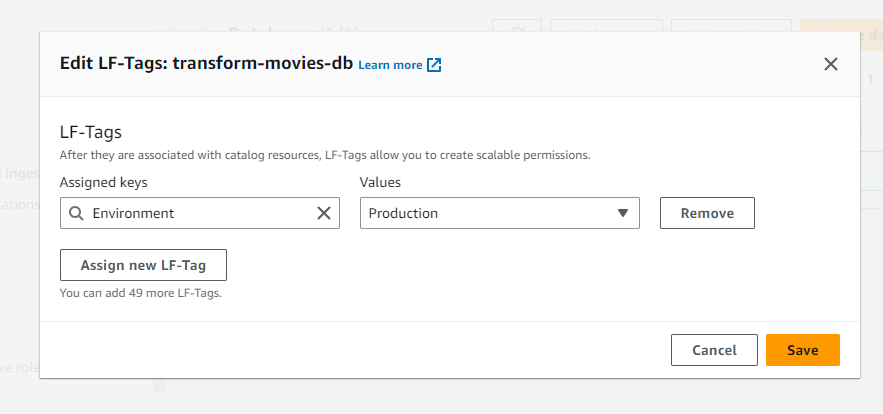 Edit LF-Tags: transform-movies-db Learn more
LF-Tags
After they are associated with catalog resources, LF-Tags allow you to create scalable permissions.
Assigned keys Values
Environment Production Remove
Assign new LF-Tag
You can add 49 more LF-Tags.
Cancel Save